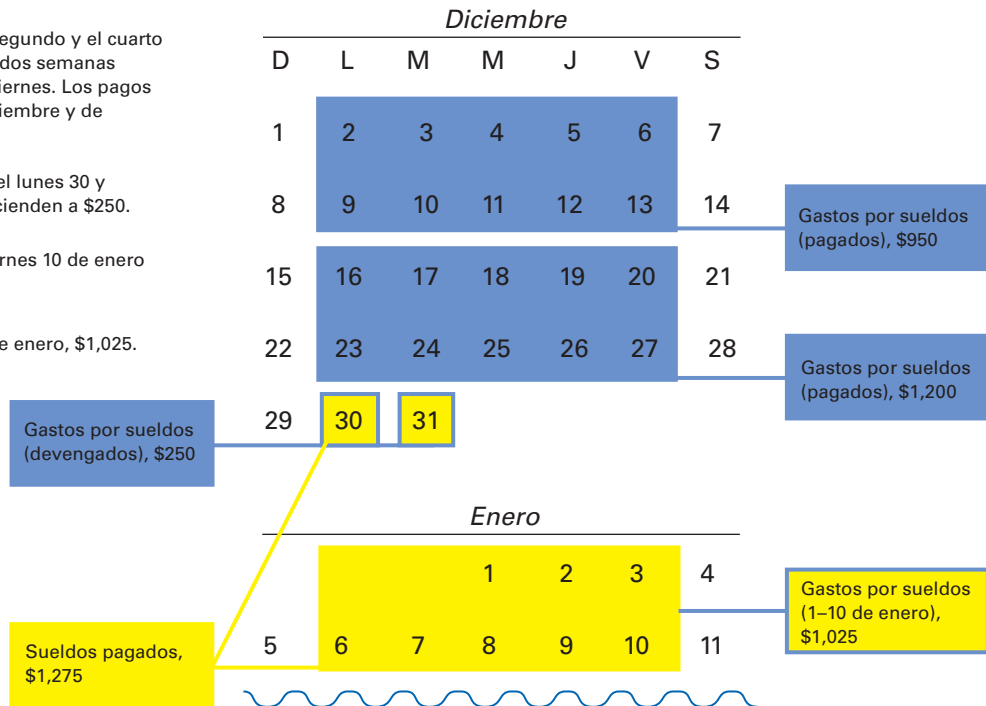 egundo y el cuarto
dos semanas
iernes. Los pagos
iembre y de
el lunes 30 y
cienden a $250.
rnes 10 de enero
e enero, $1,025.
Diciembre
D L M M J V S
1 2 3 4 5 6 7
8 9 10 11 12 13 14
Gastos por sueldos
(pagados), $950
15 16 17 18 19 20 21
22 23 24 25 26 27 28
Gastos por sueldos
(pagados), $1,200
29 30 31
Gastos por sueldos
(devengados), $250
Enero
1 2 3 4
5 6 7 8 9 10 11
Gastos por sueldos
(1–10 de enero),
$1,025
Sueldos pagados,
$1,275